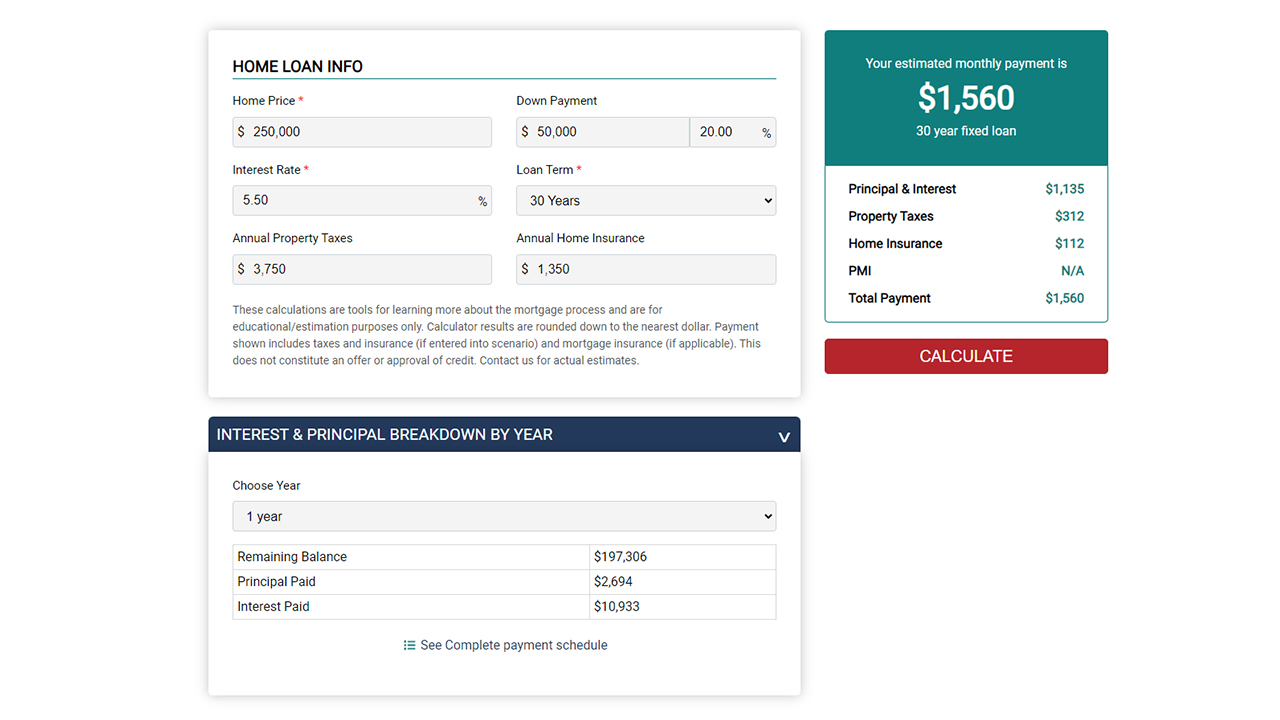 HOME LOAN INFO
Home Price *
Down Payment
$ 250,000
$ 50,000
20.00 %
Interest Rate *
Loan Term *
5.50 %
30 Years
Annual Property Taxes
Annual Home Insurance
$ 3,750
$ 1,350
These calculations are tools for learning more about the mortgage process and are for
educational/estimation purposes only. Calculator results are rounded down to the nearest dollar. Payment
shown includes taxes and insurance (if entered into scenario) and mortgage insurance (if applicable). This
does not constitute an offer or approval of credit. Contact us for actual estimates.
Your estimated monthly payment is
$1,560
30 year fixed loan
Principal & Interest $1,135
Property Taxes $312
Home Insurance $112
PMI N/A
Total Payment $1,560
CALCULATE
INTEREST & PRINCIPAL BREAKDOWN BY YEAR
Choose Year
1 year
Remaining Balance $197,306
Principal Paid $2,694
Interest Paid $10,933
See Complete payment schedule